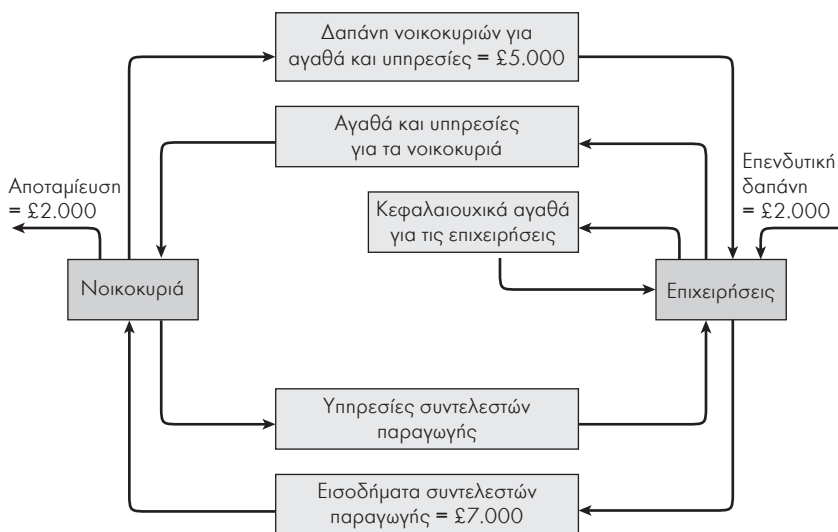 Δαπάνη νοικοκυριών για
αγαθά και υπηρεσίες = £5.000
Αγαθά και υπηρεσίες
για τα νοικοκυριά
Αποταμίευση
= £2.000
Επενδυτική
δαπάνη
= £2.000
Κεφαλαιουχικά αγαθά
για τις επιχειρήσεις
Νοικοκυριά
Επιχειρήσεις
Υπηρεσίες συντελεστών
παραγωγής
Εισοδήματα συντελεστών
παραγωγής = £7.000